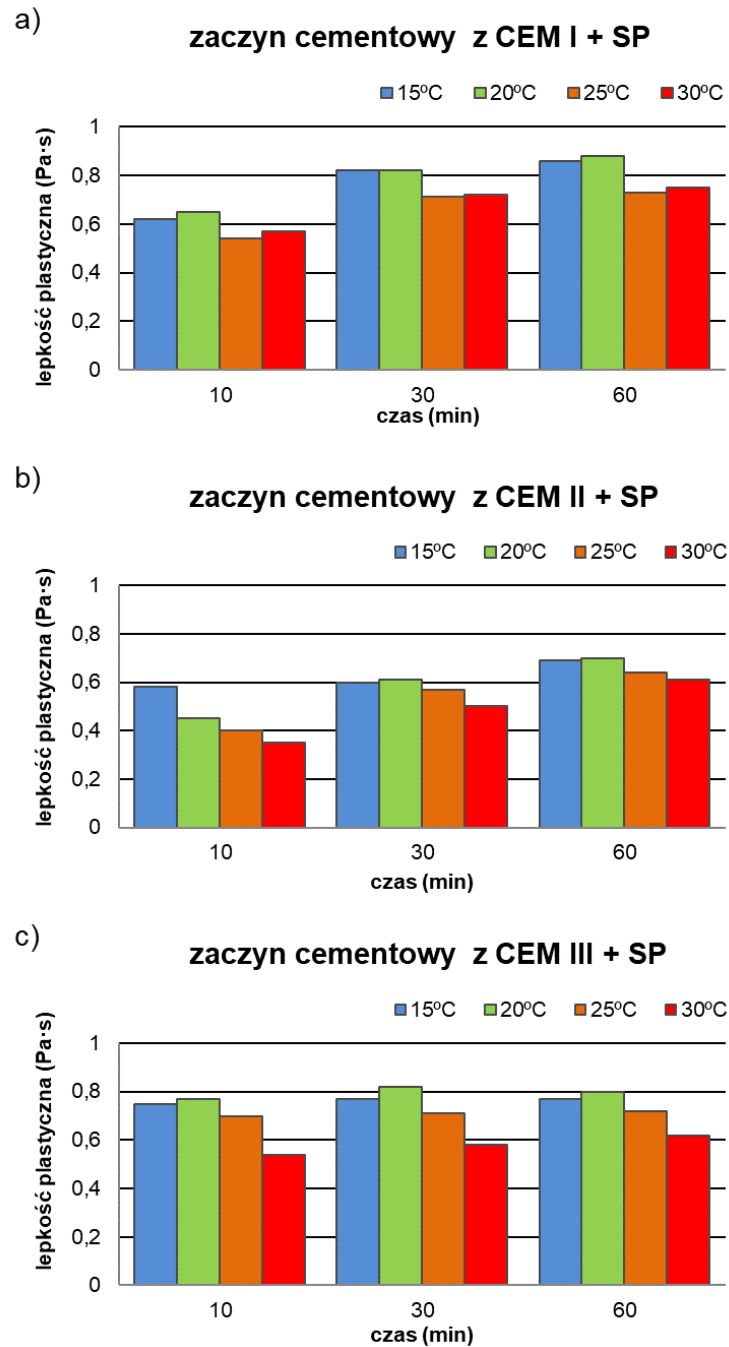 a)
zaczyn cementowy z CEM I + SP
15ºC 20ºC 25ºC 30ºC
lepkość plastyczna (Pa·s)
1
0,8
0,6
0,4
0,2
0
10 30 60
czas (min)
b)
zaczyn cementowy z CEM II + SP
15ºC 20ºC 25ºC 30ºC
lepkość plastyczna (Pa·s)
1
0,8
0,6
0,4
0,2
0
10 30 60
czas (min)
c)
zaczyn cementowy z CEM III + SP
15ºC 20ºC 25ºC 30ºC
lepkość plastyczna (Pa·s)
1
0,8
0,6
0,4
0,2
0
10 30 60
czas (min)